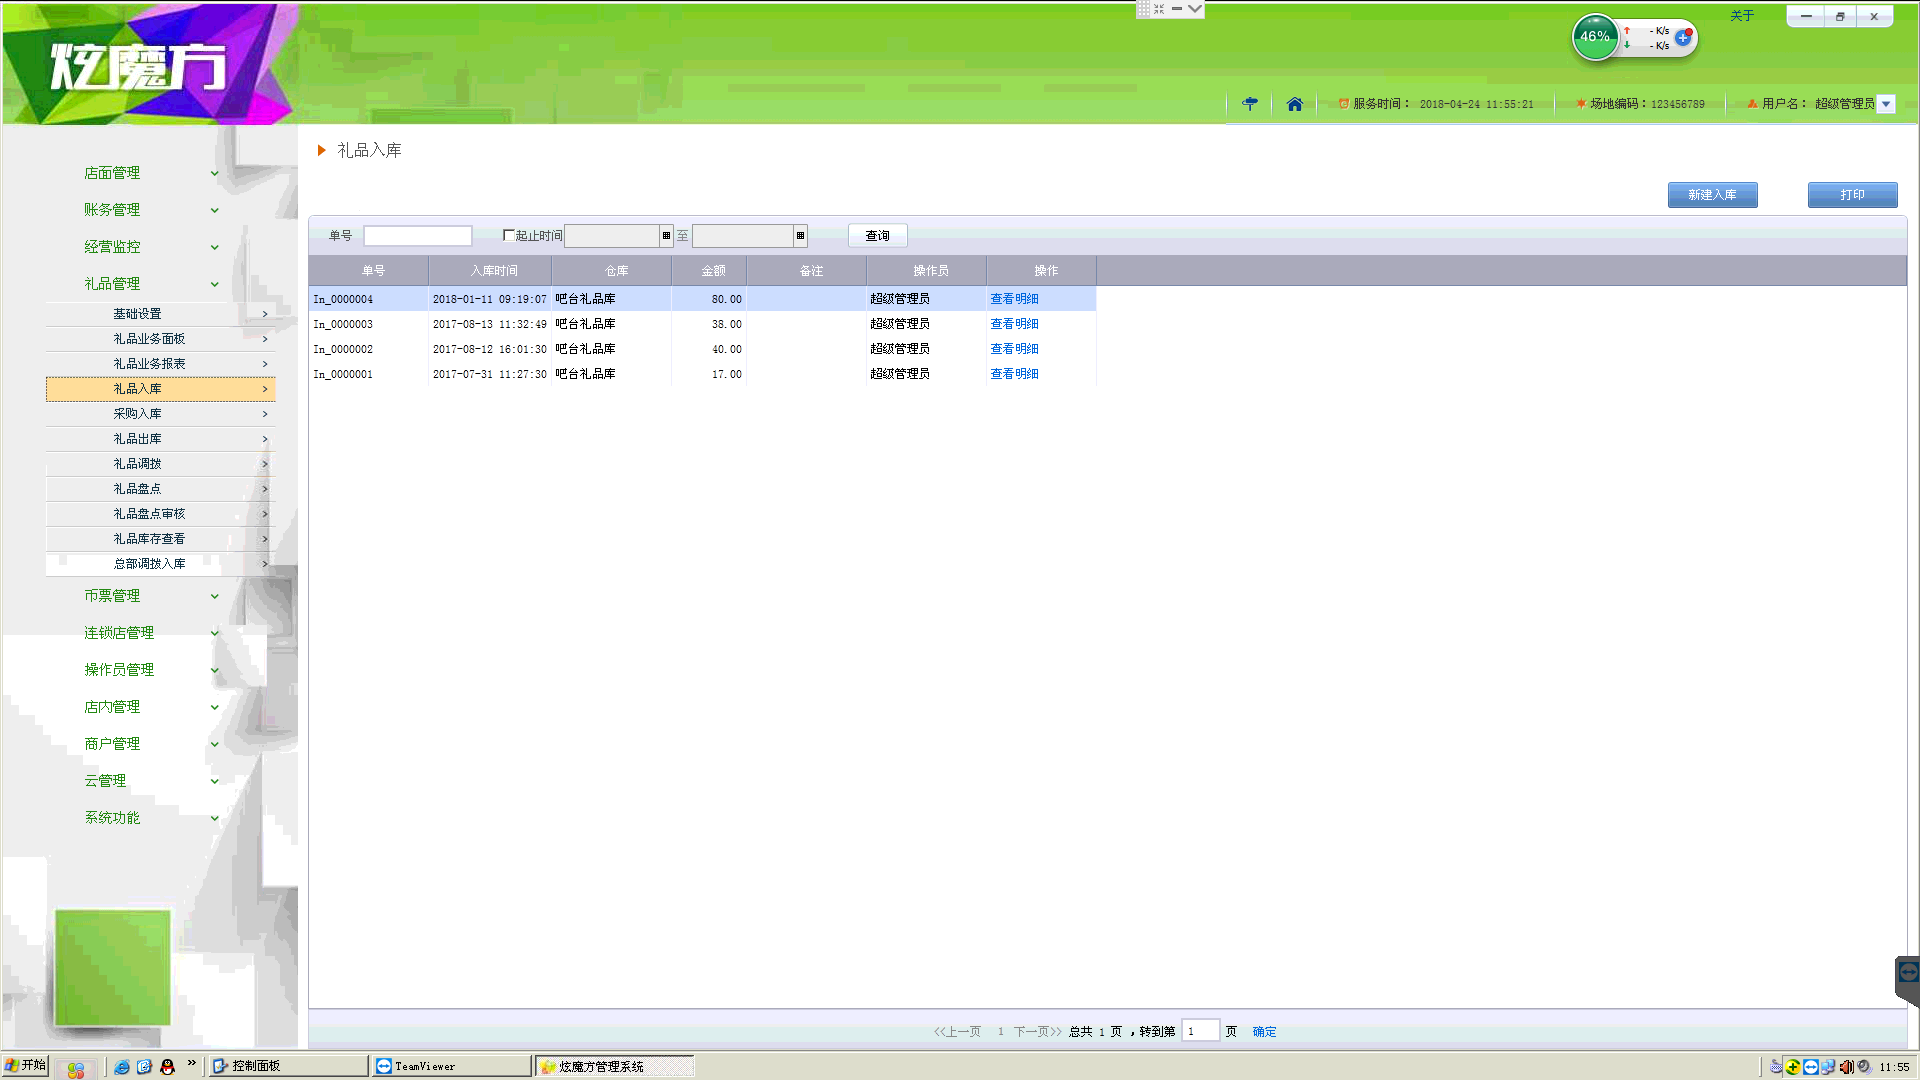 炫魔方
46%
- K/s
- K/s
关于
服务时间： 2018-04-24 11:55:21
场地编码：123456789
用户名： 超级管理员
店面管理
账务管理
经营监控
礼品管理
基础设置
礼品业务面板
礼品业务报表
礼品入库
采购入库
礼品出库
礼品调拨
礼品盘点
礼品盘点审核
礼品库存查看
总部调拨入库
币票管理
连锁店管理
操作员管理
店内管理
商户管理
云管理
系统功能
礼品入库
新建入库 打印
单号 起止时间 至 查询
单号 入库时间 仓库 金额 备注 操作员 操作
In_0000004 2018-01-11 09:19:07 吧台礼品库 80.00 超级管理员 查看明细
In_0000003 2017-08-13 11:32:49 吧台礼品库 38.00 超级管理员 查看明细
In_0000002 2017-08-12 16:01:30 吧台礼品库 40.00 超级管理员 查看明细
In_0000001 2017-07-31 11:27:30 吧台礼品库 17.00 超级管理员 查看明细
<<上一页 1 下一页>> 总共 1 页 ，转到第 1 页 确定
开始 控制面板 TeamViewer 炫魔方管理系统 11:55